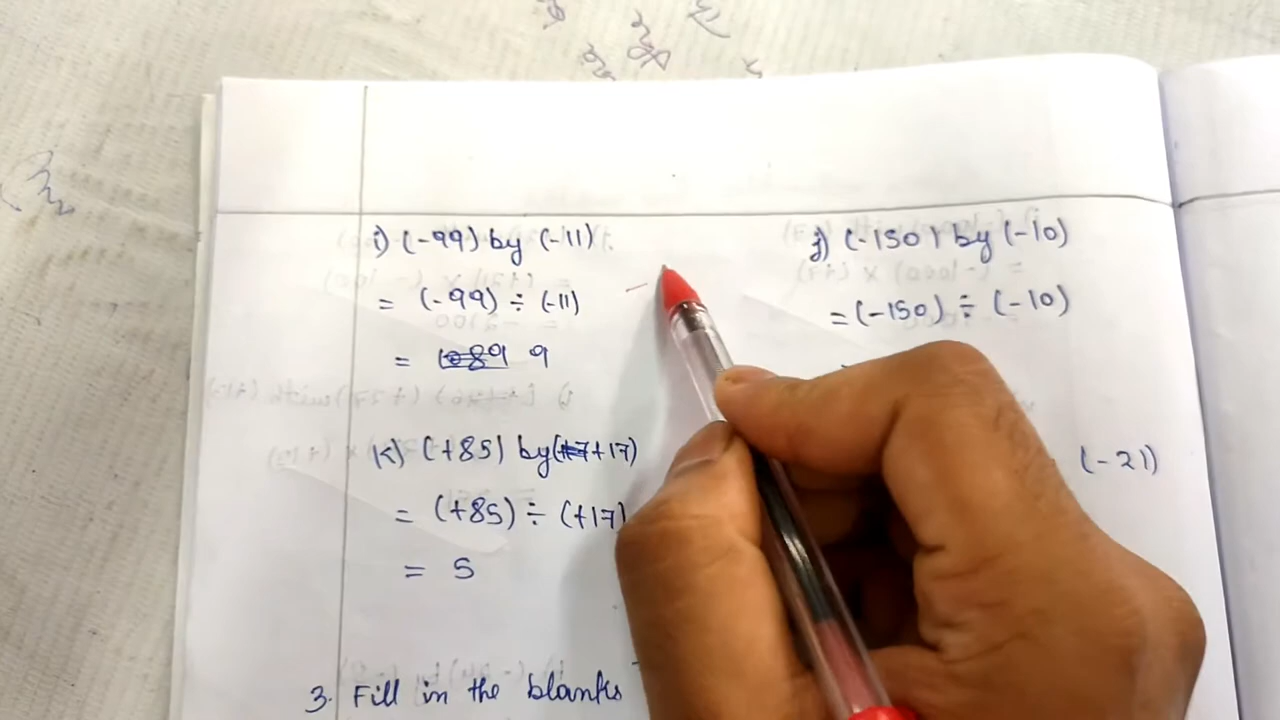 i) (-99) by (-11)
= (-99) ÷ (-11)
= 9
j) (-150) by (-10)
= (-150) ÷ (-10)
k) (+85) by (+17)
= (+85) ÷ (+17)
= 5
(-21)
3. Fill in the blanks